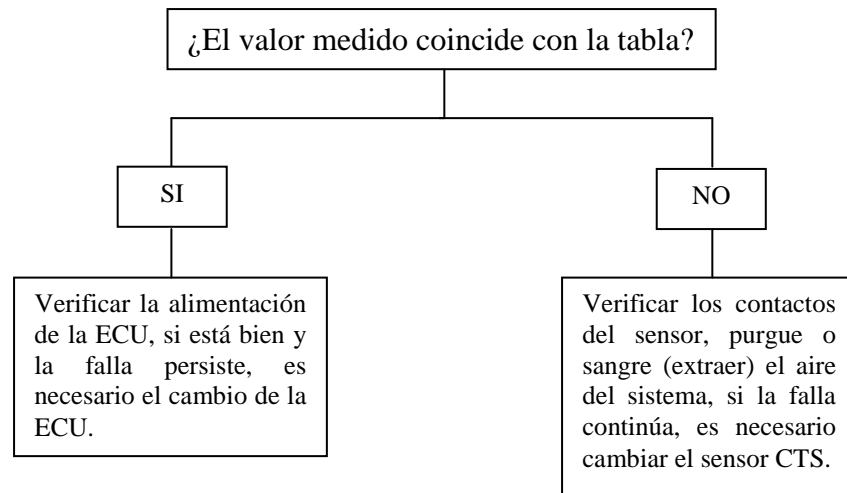 ¿El valor medido coincide con la tabla?
SI
NO
Verificar la alimentación
de la ECU, si está bien y
la falla persiste, es
necesario el cambio de la
ECU.
Verificar los contactos
del sensor, purgue o
sangre (extraer) el aire
del sistema, si la falla
continúa, es necesario
cambiar el sensor CTS.